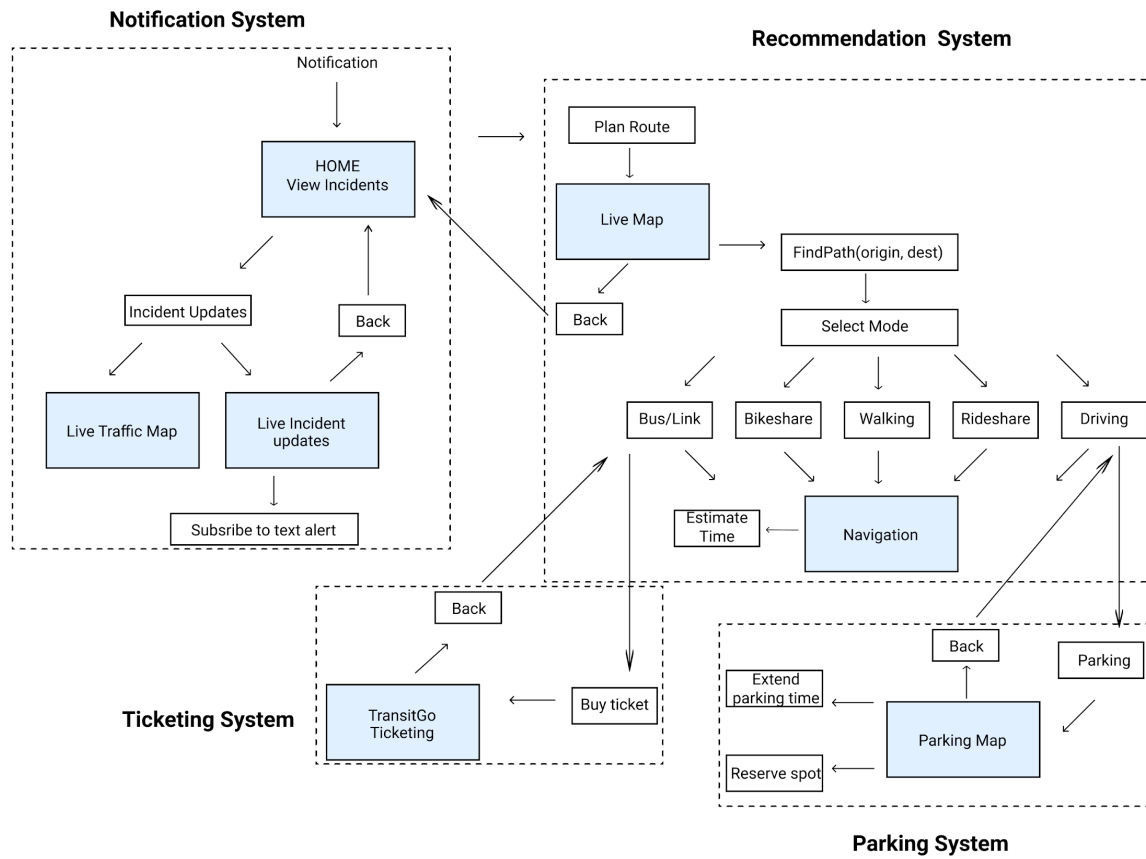 Notification System
Notification
HOME
View Incidents
Incident Updates
Back
Live Traffic Map
Live Incident
updates
Subsribe to text alert
Recommendation System
Plan Route
Live Map
Back
FindPath(origin, dest)
Select Mode
Bus/Link
Bikeshare
Walking
Rideshare
Driving
Estimate
Time
Navigation
Ticketing System
Back
Buy ticket
TransitGo
Ticketing
Back
Parking
Extend
parking time
Parking Map
Reserve spot
Parking System